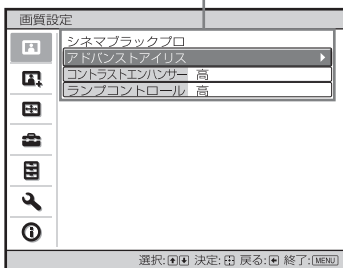 画質設定
シネマブラックプロ
アドバンストアイリス
コントラストエンハンサー 高
ランプコントロール 高
選択: 決定: 戻る: 終了: MENU